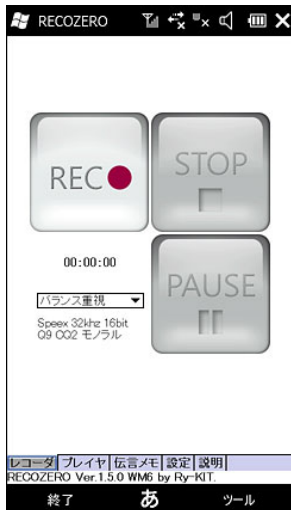 RECOZERO
REC
STOP
00:00:00
PAUSE
バランス重視
Speex 32khz 16bit
Q9 CQ2 モノラル
レコーダ プレイヤ 伝言メモ 設定 説明
RECOZERO Ver.1.5.0 WM6 by Ry-KIT.
終了 あ ツール